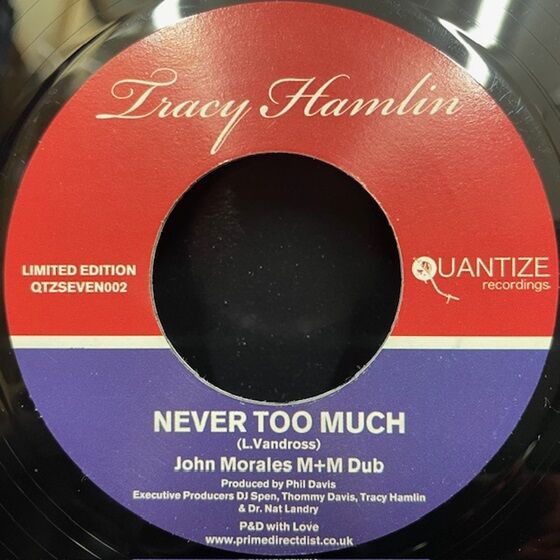 Tracy Hamlin
LIMITED EDITION
QTZSEVEN002
QUANTIZE
recordings
NEVER TOO MUCH
(L.Vandross)
John Morales M+M Dub
Produced by Phil Davis
Executive Producers DJ Spen, Thommy Davis, Tracy Hamlin
& Dr. Nat Landry
P&D with Love
www.primedirectdist.co.uk